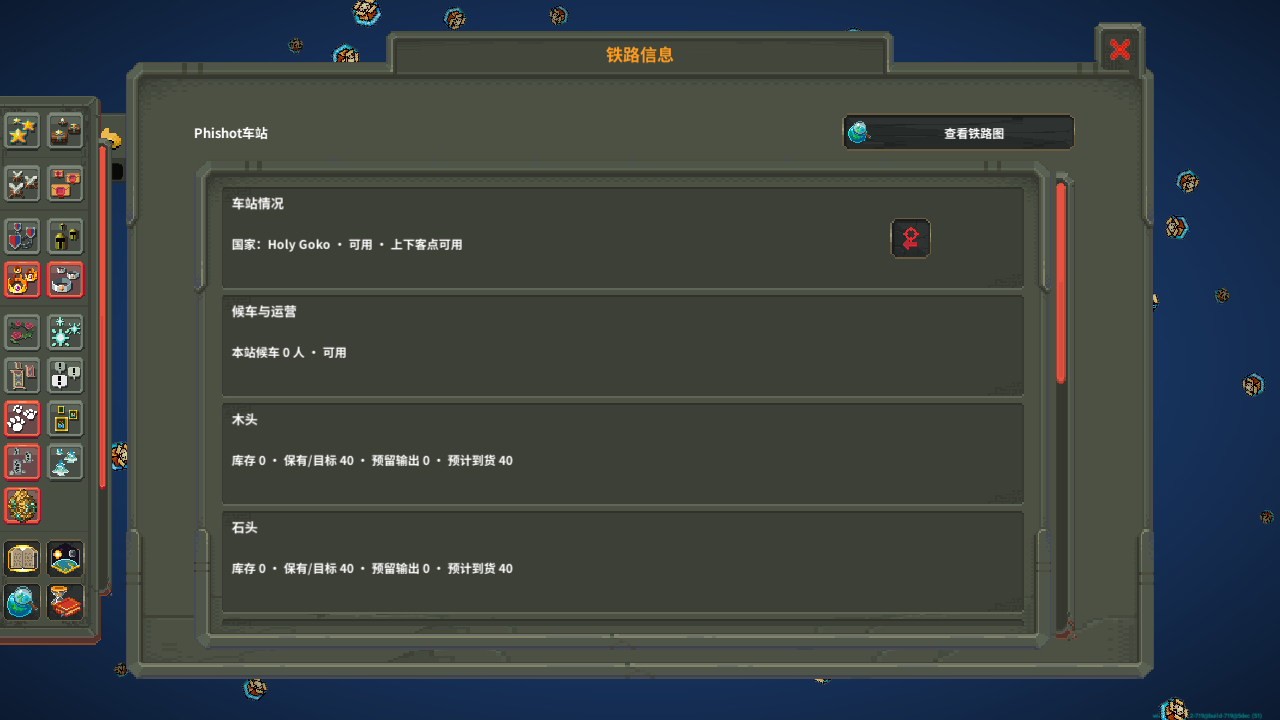 铁路信息
Phishot车站
查看铁路图
车站情况
国家：Holy Goko · 可用 · 上下客点可用
候车与运营
本站候车 0 人 · 可用
木头
库存 0 · 保有/目标 40 · 预留输出 0 · 预计到货 40
石头
库存 0 · 保有/目标 40 · 预留输出 0 · 预计到货 40